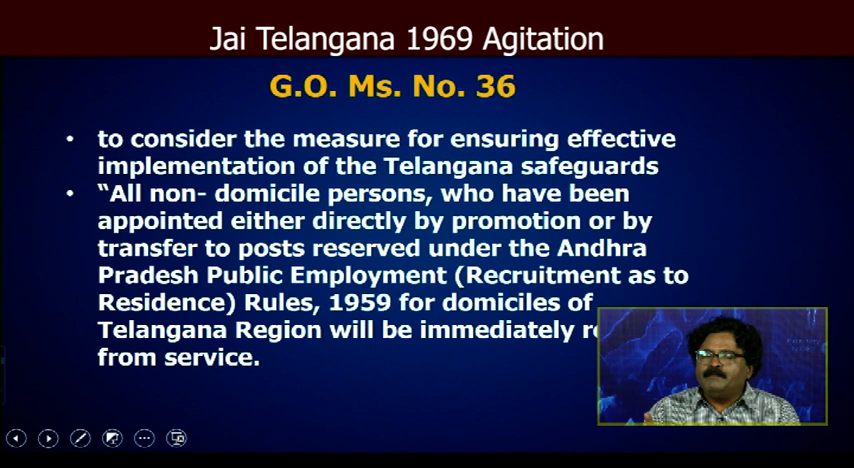 Jai Telangana 1969 Agitation
G.O. Ms. No. 36
• to consider the measure for ensuring effective
implementation of the Telangana safeguards
• “All non- domicile persons, who have been
appointed either directly by promotion or by
transfer to posts reserved under the Andhra
Pradesh Public Employment (Recruitment as to
Residence) Rules, 1959 for domiciles of
Telangana Region will be immediately
from service.